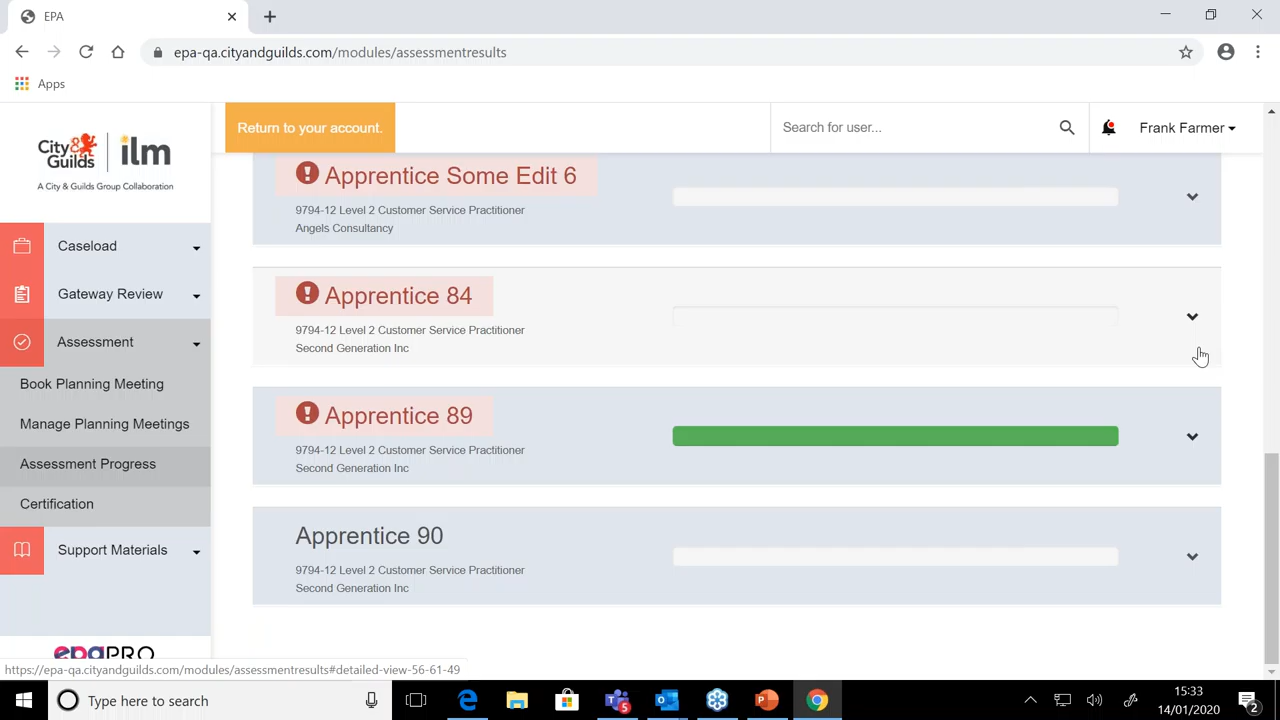 EPA
epa-qa.cityandguilds.com/modules/assessmentresults
Apps
City & Guilds
ilm
A City & Guilds Group Collaboration
Return to your account.
Search for user...
Frank Farmer
Caseload
Gateway Review
Assessment
Book Planning Meeting
Manage Planning Meetings
Assessment Progress
Certification
Support Materials
epaPRO
Apprentice Some Edit 6
9794-12 Level 2 Customer Service Practitioner
Angels Consultancy
Apprentice 84
9794-12 Level 2 Customer Service Practitioner
Second Generation Inc
Apprentice 89
9794-12 Level 2 Customer Service Practitioner
Second Generation Inc
Apprentice 90
9794-12 Level 2 Customer Service Practitioner
Second Generation Inc
https://epa-qa.cityandguilds.com/modules/assessmentresults#detailed-view-56-61-49
Type here to search
5
15:33
14/01/2020
2